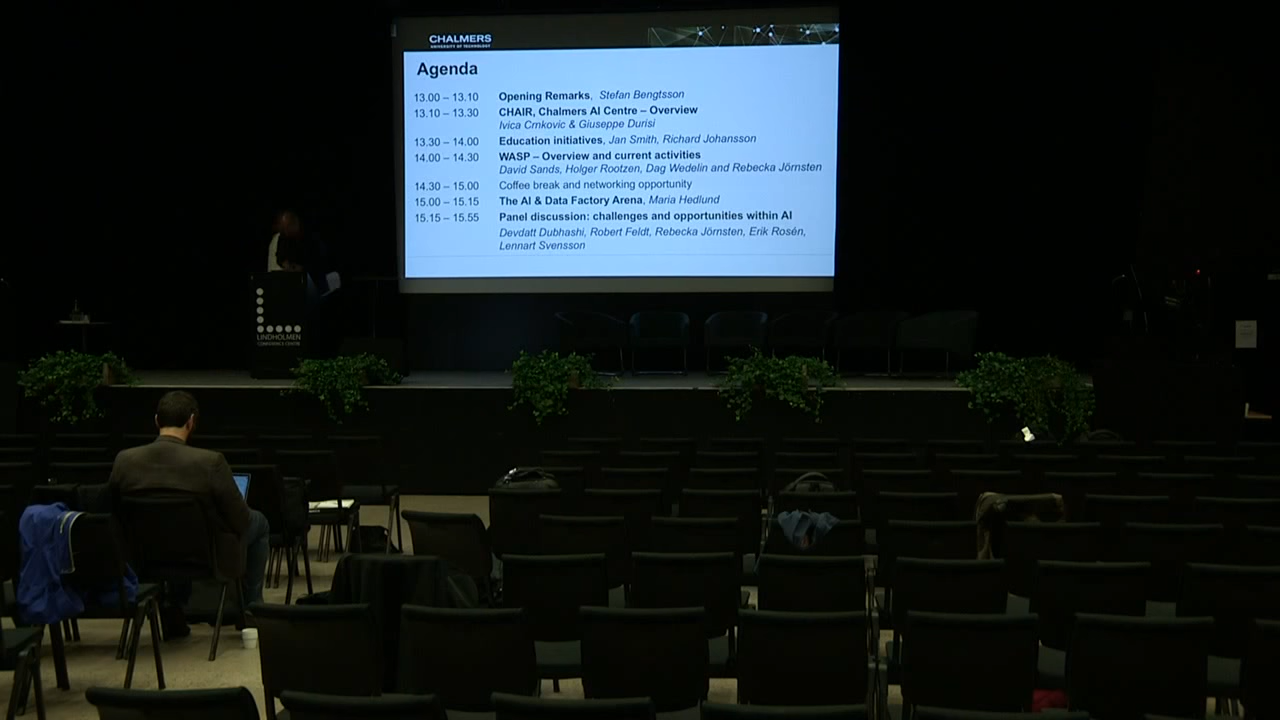 CHALMERS
UNIVERSITY OF TECHNOLOGY
Agenda
13.00 – 13.10 Opening Remarks, Stefan Bengtsson
13.10 – 13.30 CHAIR, Chalmers AI Centre – Overview
Ivica Crnkovic & Giuseppe Durisi
13.30 – 14.00 Education initiatives, Jan Smith, Richard Johansson
14.00 – 14.30 WASP – Overview and current activities
David Sands, Holger Rootzen, Dag Wedelin and Rebecka Jörnsten
14.30 – 15.00 Coffee break and networking opportunity
15.00 – 15.15 The AI & Data Factory Arena, Maria Hedlund
15.15 – 15.55 Panel discussion: challenges and opportunities within AI
Devdatt Dubhashi, Robert Feldt, Rebecka Jörnsten, Erik Rosén,
Lennart Svensson
LINDHOLMEN
CONFERENCE CENTRE